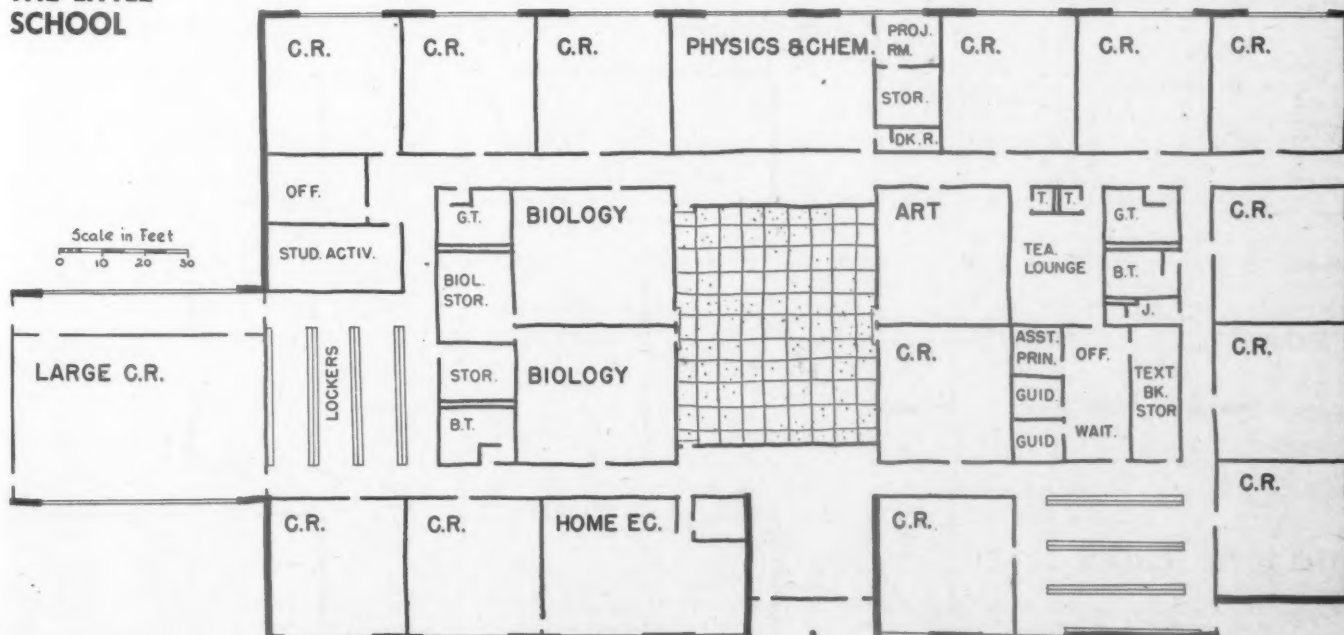 SCHOOL
C.R.
C.R.
C.R.
PHYSICS & CHEM.
PROJ.
RM.
C.R.
C.R.
C.R.
STOR.
DK.R.
OFF.
G.T.
BIOLOGY
ART
T.
T.
G.T.
C.R.
Scale in Feet
0 10 20 30
STUD. ACTIV.
BIOL.
STOR.
TEA.
LOUNGE
B.T.
J.
LARGE C.R.
LOCKERS
STOR.
BIOLOGY
C.R.
ASST.
PRIN.
OFF.
TEXT
BK.
STOR
C.R.
GUID.
B.T.
GUID.
WAIT.
C.R.
C.R.
C.R.
HOME EC.
C.R.